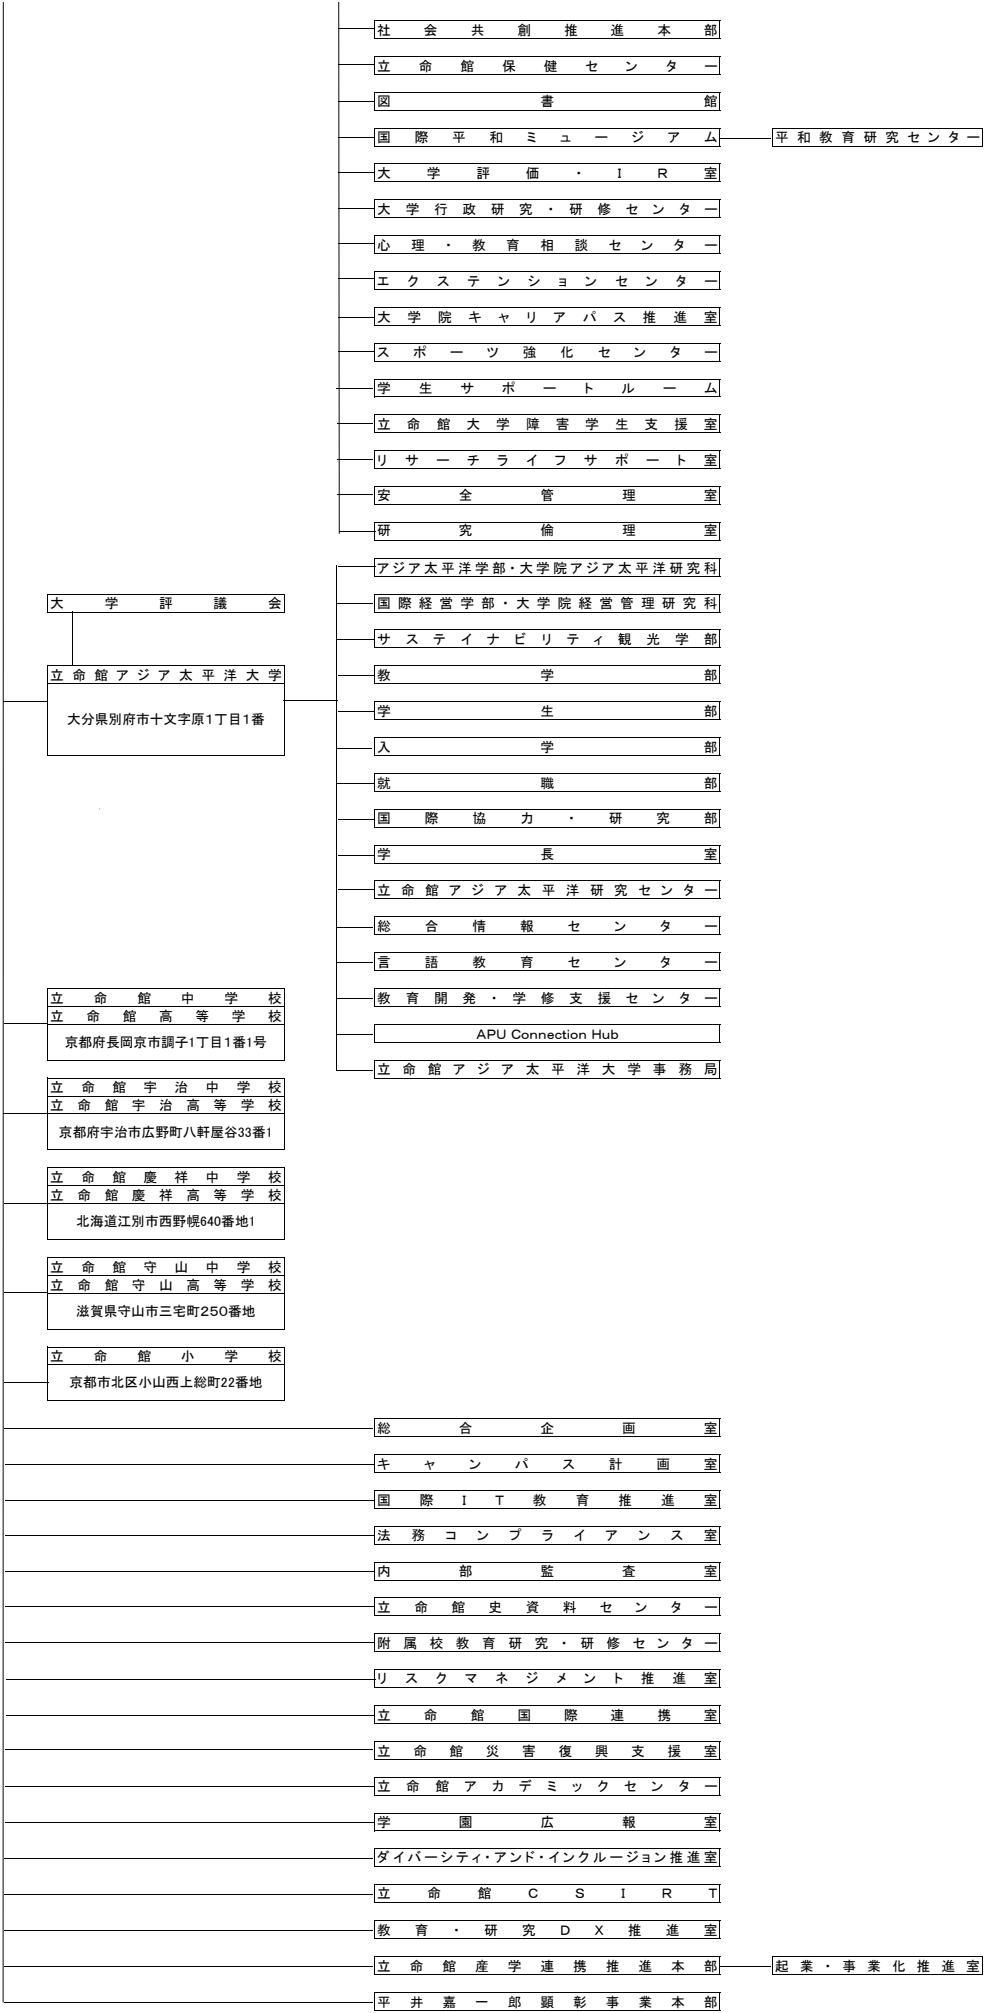 社会共創推進本部
立命館保健センター
図書館
国際平和ミュージアム
平和教育研究センター
大学評価・ＩＲ室
大学行政研究・研修センター
心理・教育相談センター
エクステンションセンター
大学院キャリアパス推進室
スポーツ強化センター
学生サポートルーム
立命館大学障害学生支援室
リサーチライフサポート室
安全管理室
研究倫理室
大学評議会
立命館アジア太平洋大学
大分県別府市十文字原１丁目１番
アジア太平洋学部・大学院アジア太平洋研究科
国際経営学部・大学院経営管理研究科
サステイナビリティ観光学部
教学部
学生部
入学部
就職部
国際協力・研究部
学長室
立命館アジア太平洋研究センター
総合情報センター
言語教育センター
教育開発・学修支援センター
APU Connection Hub
立命館アジア太平洋大学事務局
立命館中学校
立命館高等学校
京都府長岡京市調子1丁目1番1号
立命館宇治中学校
立命館宇治高等学校
京都府宇治市広野町八軒屋谷33番1
立命館慶祥中学校
立命館慶祥高等学校
北海道江別市西野幌640番地1
立命館守山中学校
立命館守山高等学校
滋賀県守山市三宅町２５０番地
立命館小学校
京都市北区小山西上総町22番地
総合企画室
キャンパス計画室
国際ＩＴ教育推進室
法務コンプライアンス室
内部監査室
立命館史資料センター
附属校教育研究・研修センター
リスクマネジメント推進室
立命館国際連携室
立命館災害復興支援室
立命館アカデミックセンター
学園広報室
ダイバーシティ・アンド・インクルージョン推進室
立命館ＣＳＩＲＴ
教育・研究ＤＸ推進室
立命館産学連携推進本部
起業・事業化推進室
平井嘉一郎顕彰事業本部